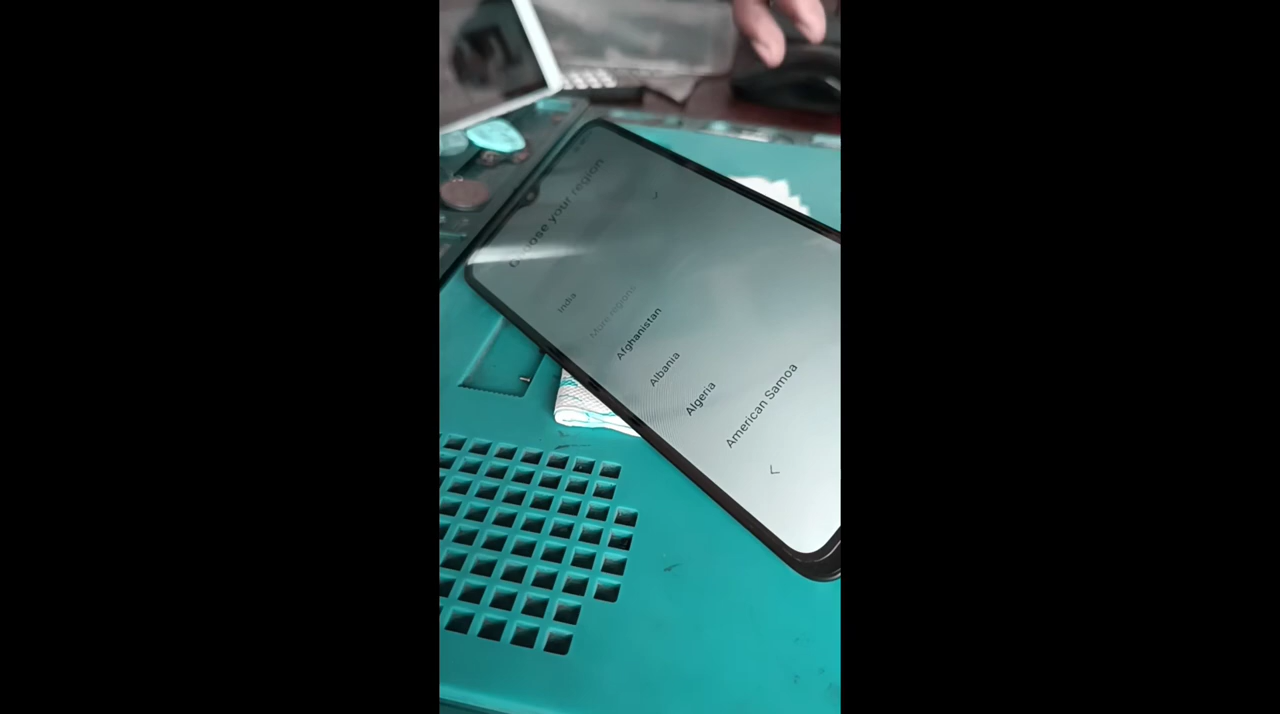 Choose your region
India
More regions
Afghanistan
Albania
Algeria
American Samoa